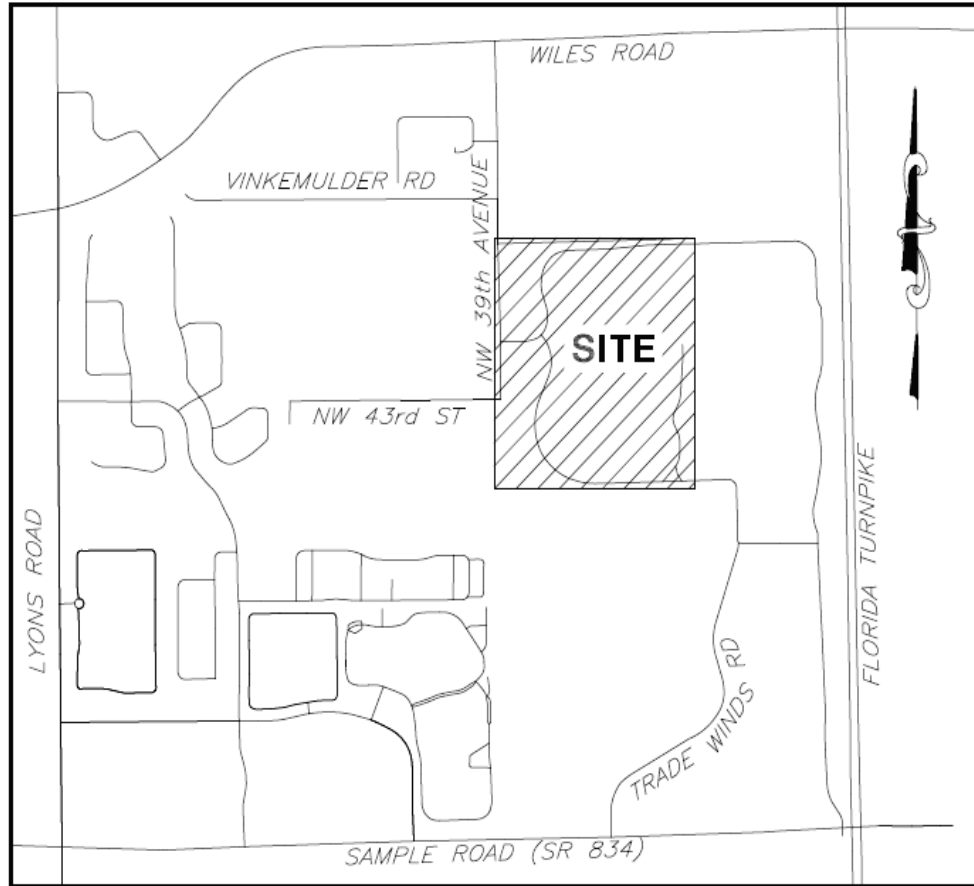 WILES ROAD
VINKEMULDER RD
NW 39th AVENUE
SITE
NW 43rd ST
LYONS ROAD
FLORIDA TURNPIKE
TRADE WINDS RD
SAMPLE ROAD (SR 834)